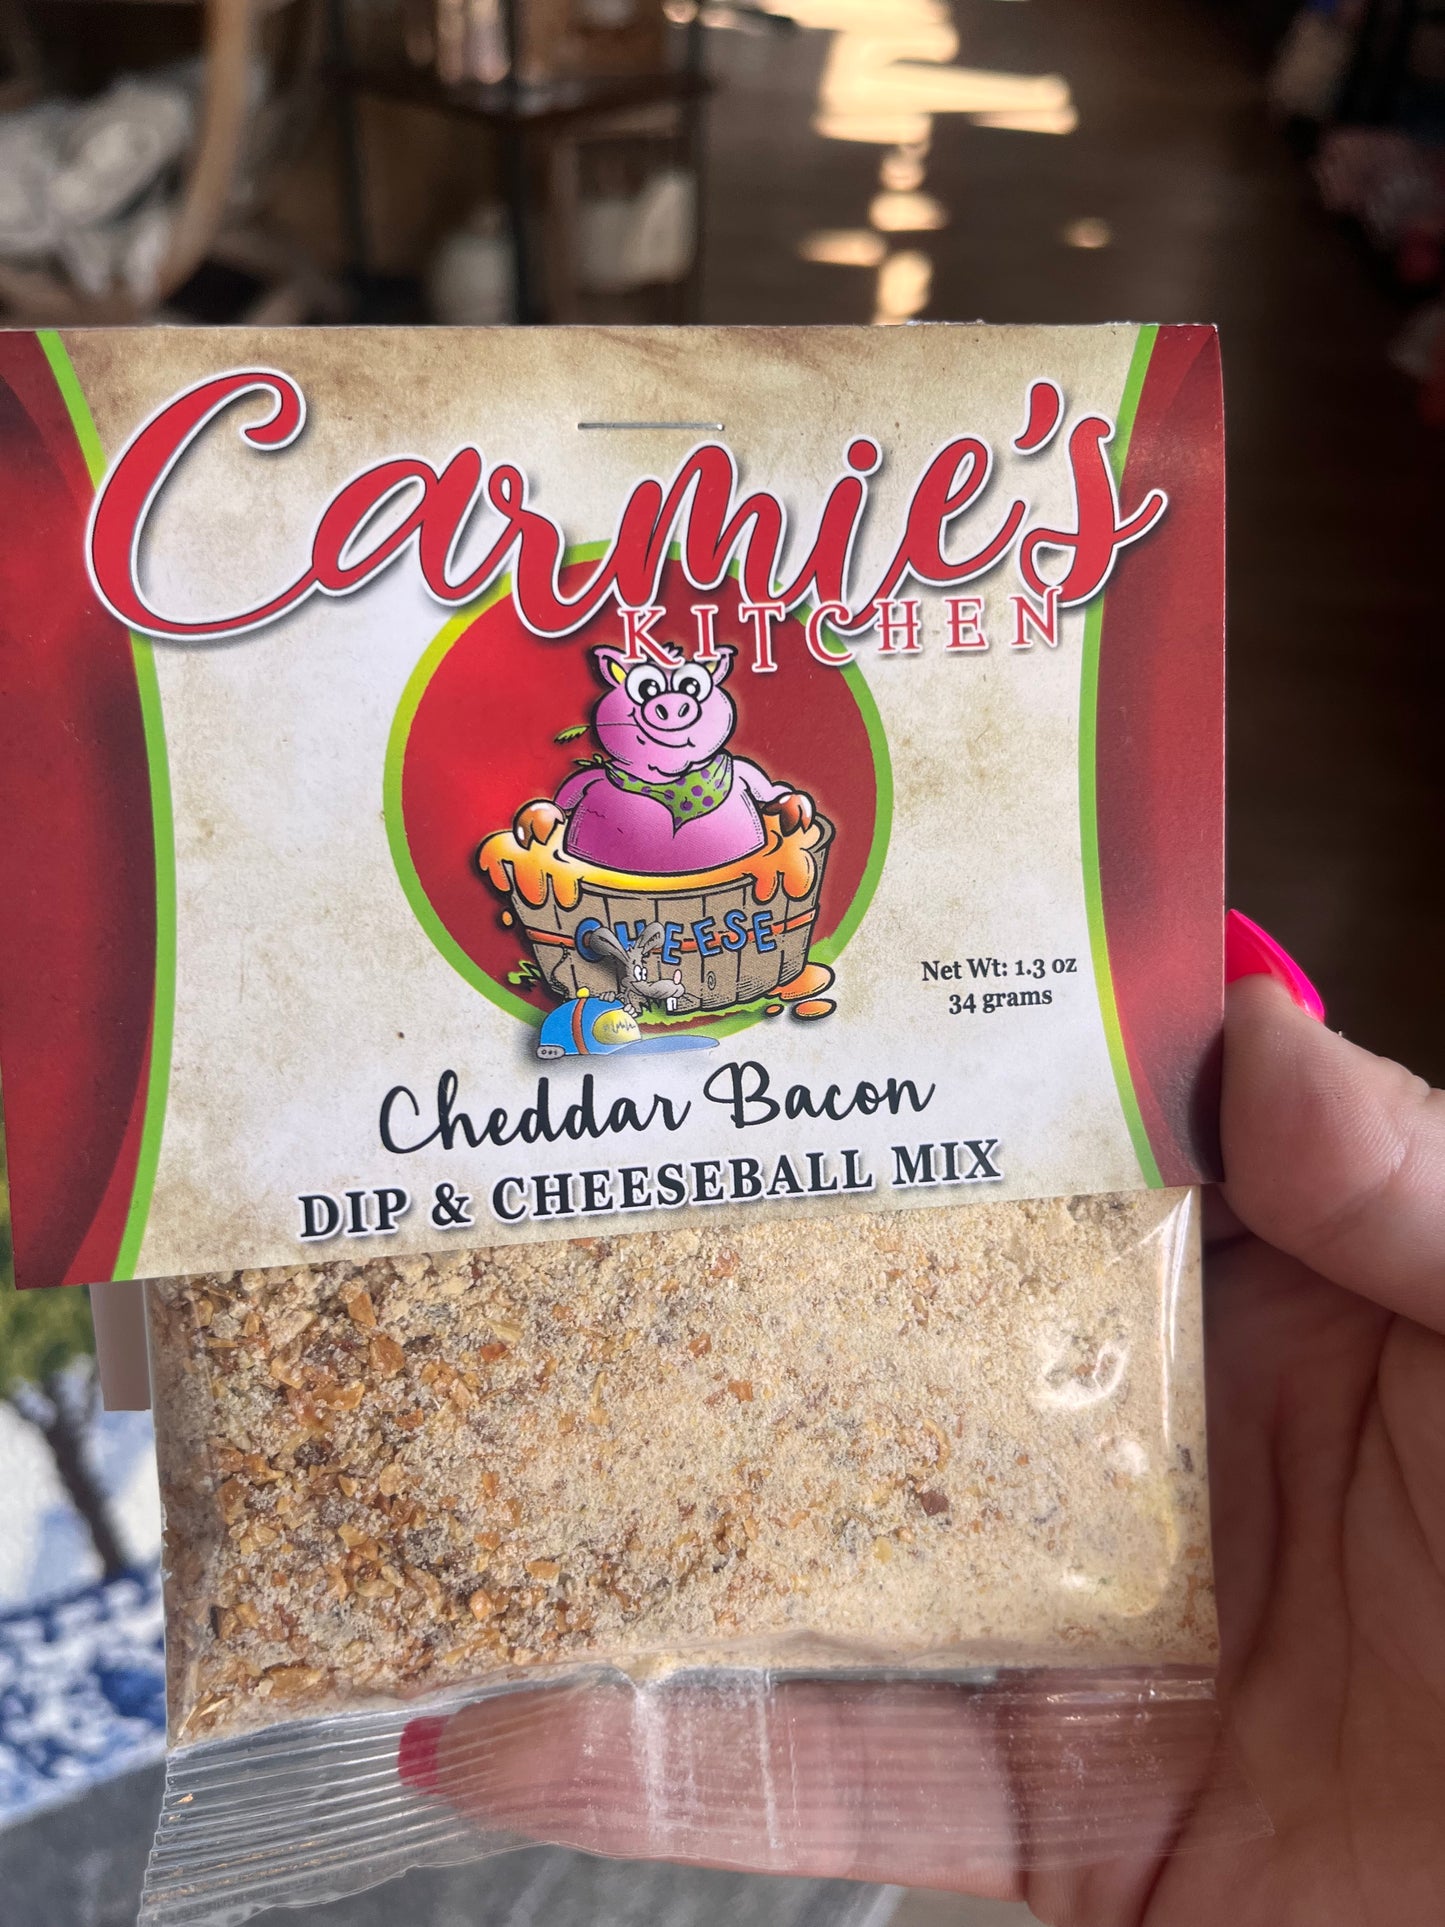 Carmie's
KITCHEN
CHEESE
Net Wt: 1.3 oz
34 grams
Cheddar Bacon
DIP & CHEESEBALL MIX